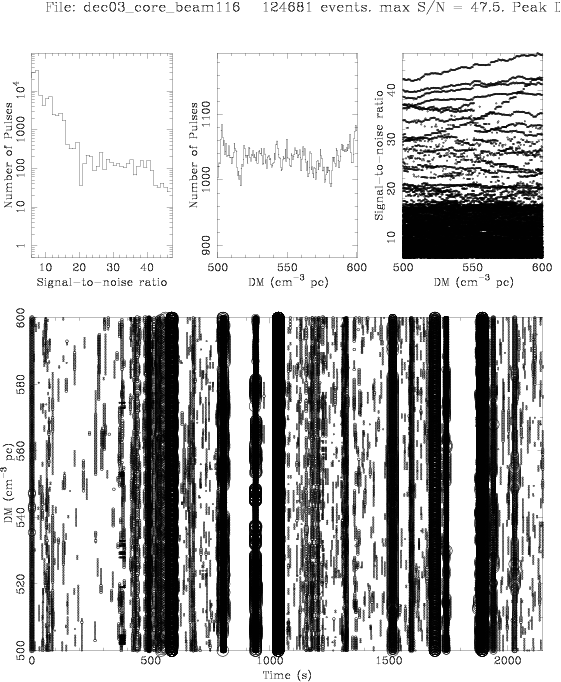 File: dec03_core_beam116 124681 events. max S/N = 47.5. Peak
Number of Pulses
10⁴
1000
100
10
1
10 20 30 40
Signal-to-noise ratio
Number of Pulses
1100
1000
900
500 550 600
DM (cm⁻³ pc)
Signal-to-noise ratio
40
30
20
10
500 550 600
DM (cm⁻³ pc)
DM (cm⁻³ pc)
600
580
560
540
520
500
0 500 1000 1500 2000
Time (s)